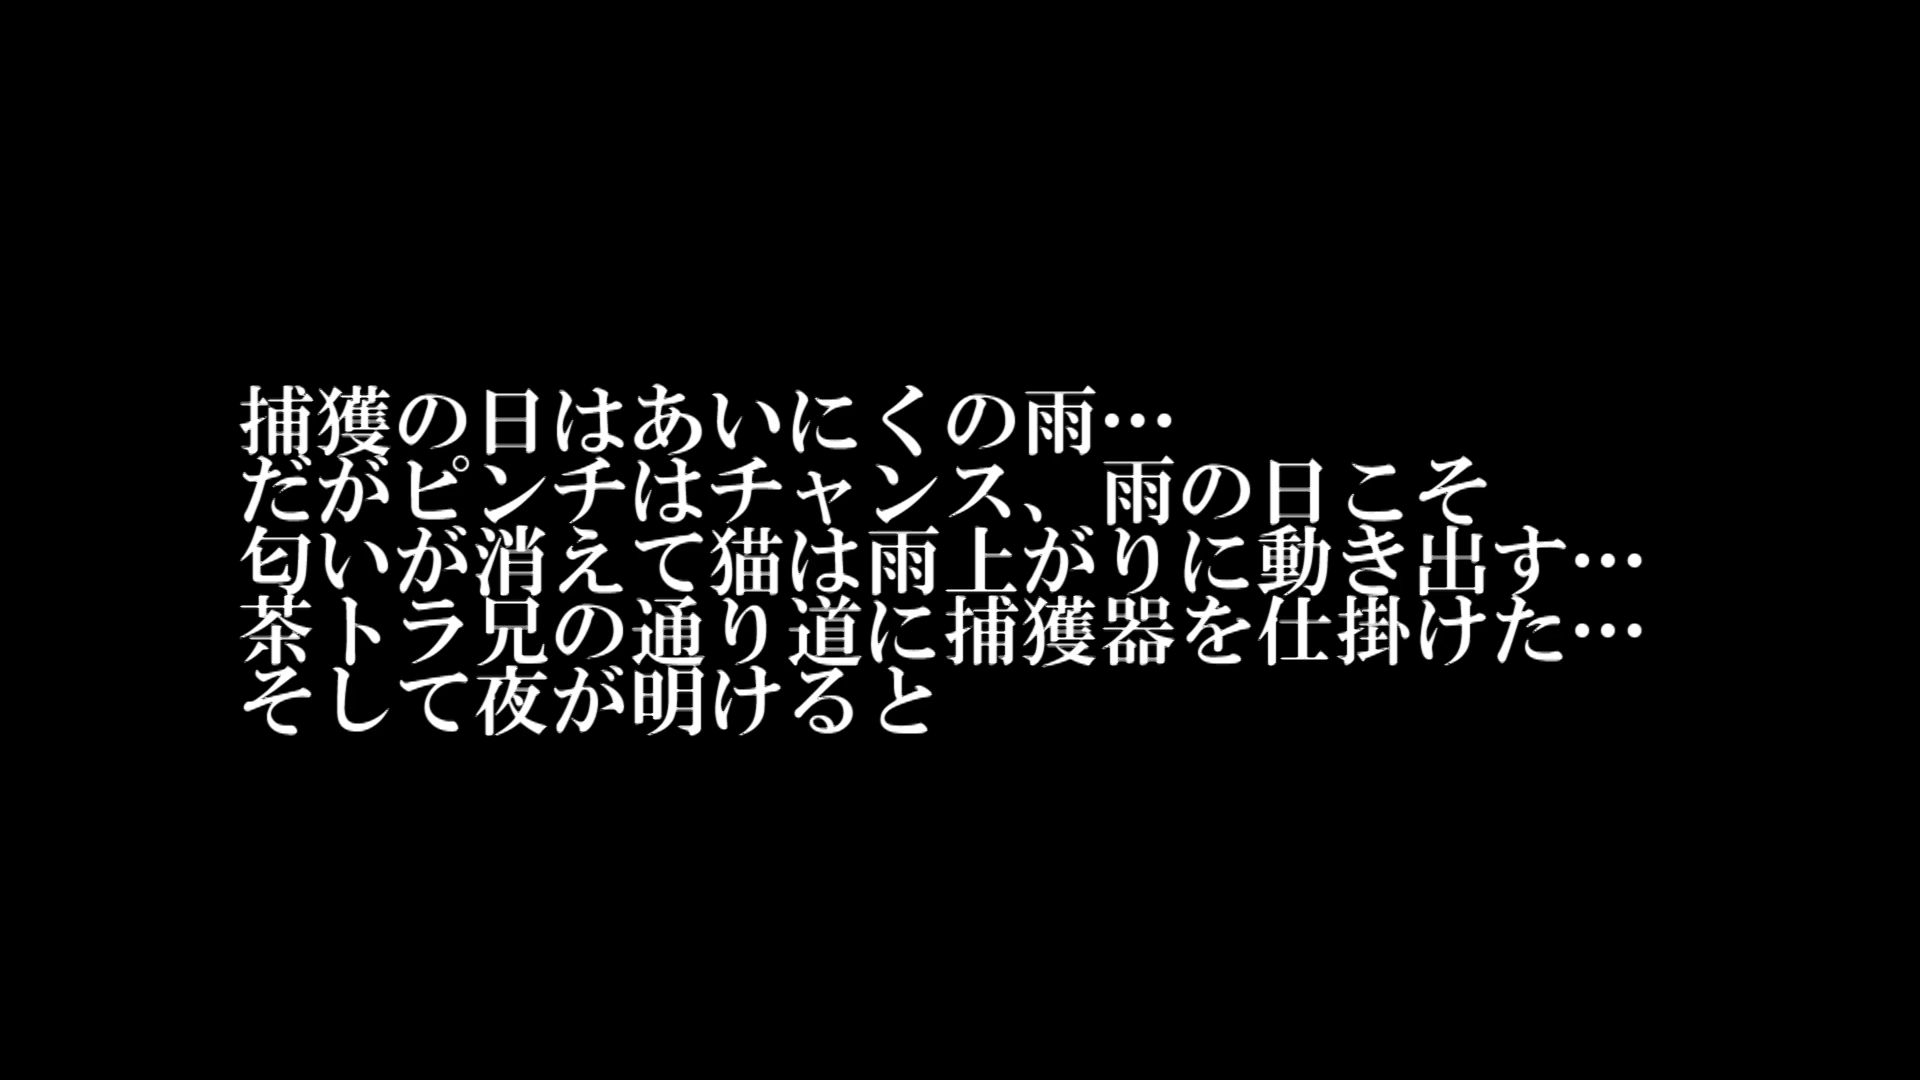 捕獲の日はあいにくの雨…
だがピンチはチャンス、雨の日こそ
匂いが消えて猫は雨上がりに動き出す…
茶トラ兄の通り道に捕獲器を仕掛けた…
そして夜が明けると